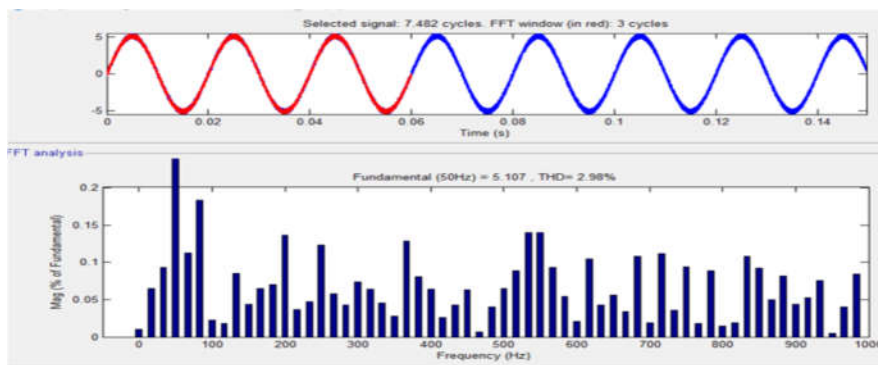 Selected signal: 7.482 cycles. FFT window (in red): 3 cycles
5
0
-5
0 0.02 0.04 0.06 0.08 0.1 0.12 0.14
Time (s)
FFT analysis
Fundamental (50Hz) = 5.107 , THD= 2.98%
0.2
0.15
0.1
0.05
0
Mag (% of Fundamental)
0 100 200 300 400 500 600 700 800 900 1000
Frequency (Hz)